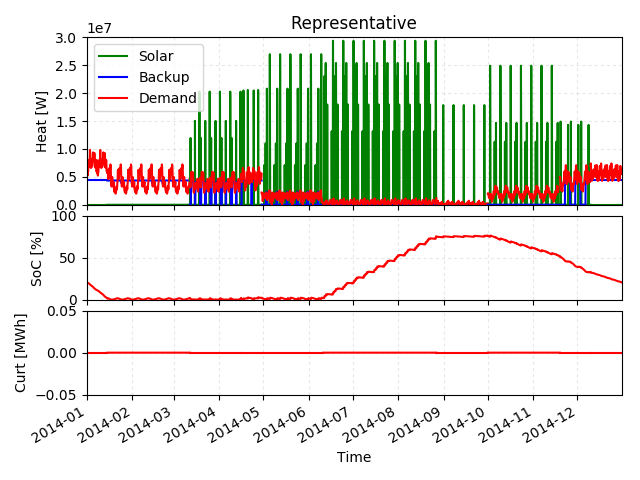 Representative
1e7
Heat [W]
3.0
2.5
2.0
1.5
1.0
0.5
0.0
Solar
Backup
Demand
SoC [%]
100
50
0
Curt [MWh]
0.05
0.00
−0.05
2014-01
2014-02
2014-03
2014-04
2014-05
2014-06
2014-07
2014-08
2014-09
2014-10
2014-11
2014-12
Time